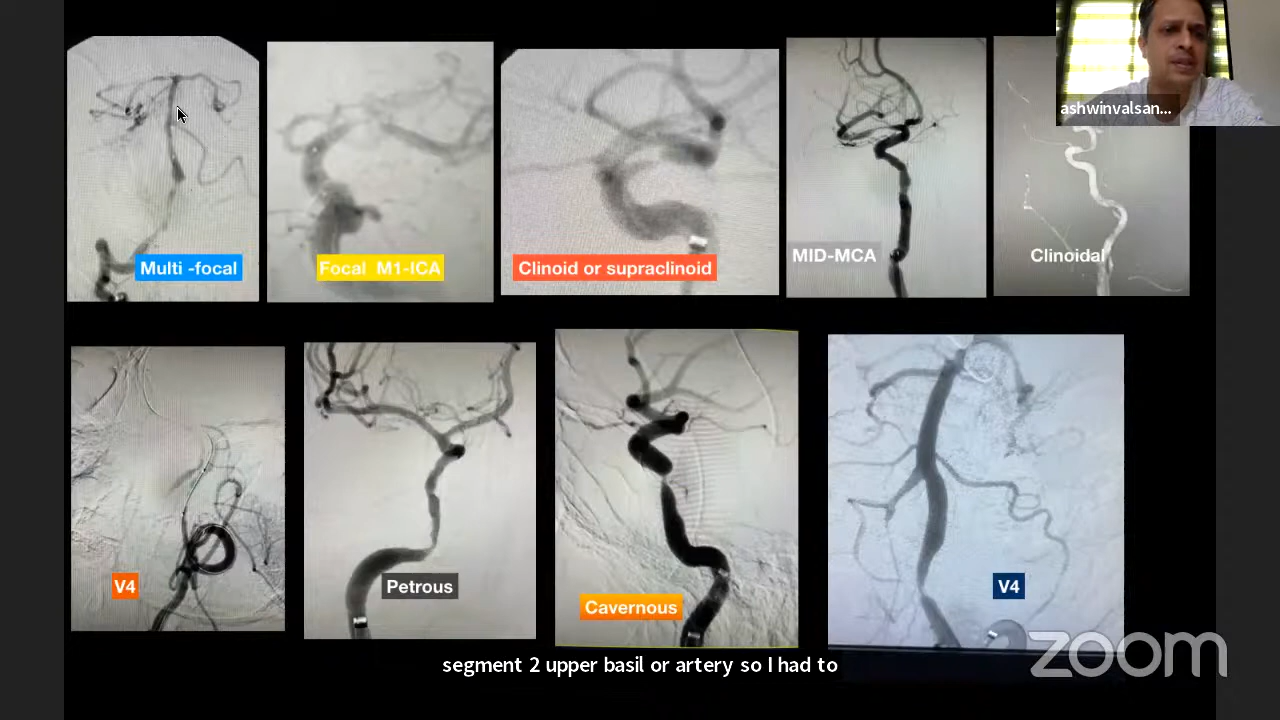 ashwinvalsan...
Multi -focal
Focal M1-ICA
Clinoid or supraclinoid
MID-MCA
Clinoidal
V4
Petrous
Cavernous
V4
segment 2 upper basil or artery so I had to
zoom